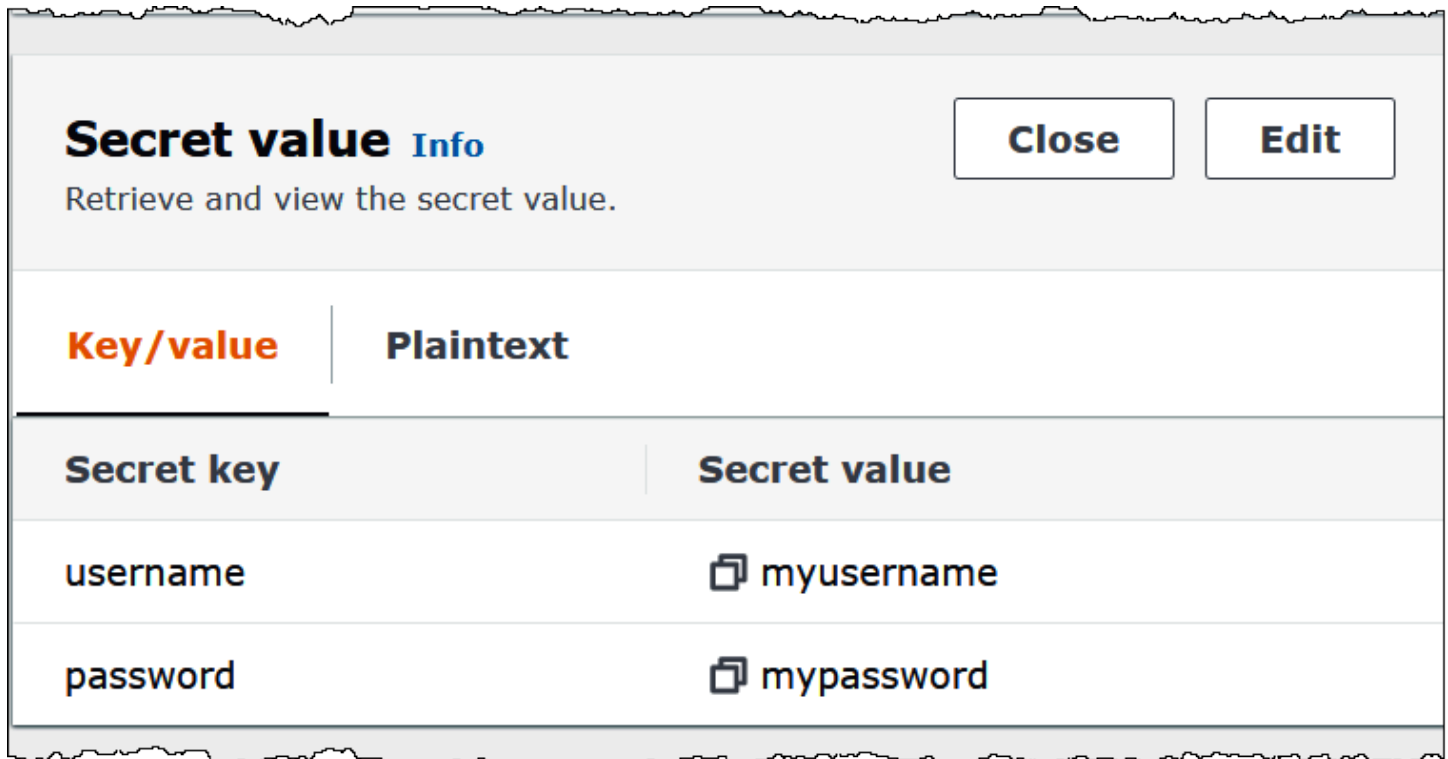 Secret value Info Close Edit
Retrieve and view the secret value.
Key/value Plaintext
Secret key Secret value
username myusername
password mypassword